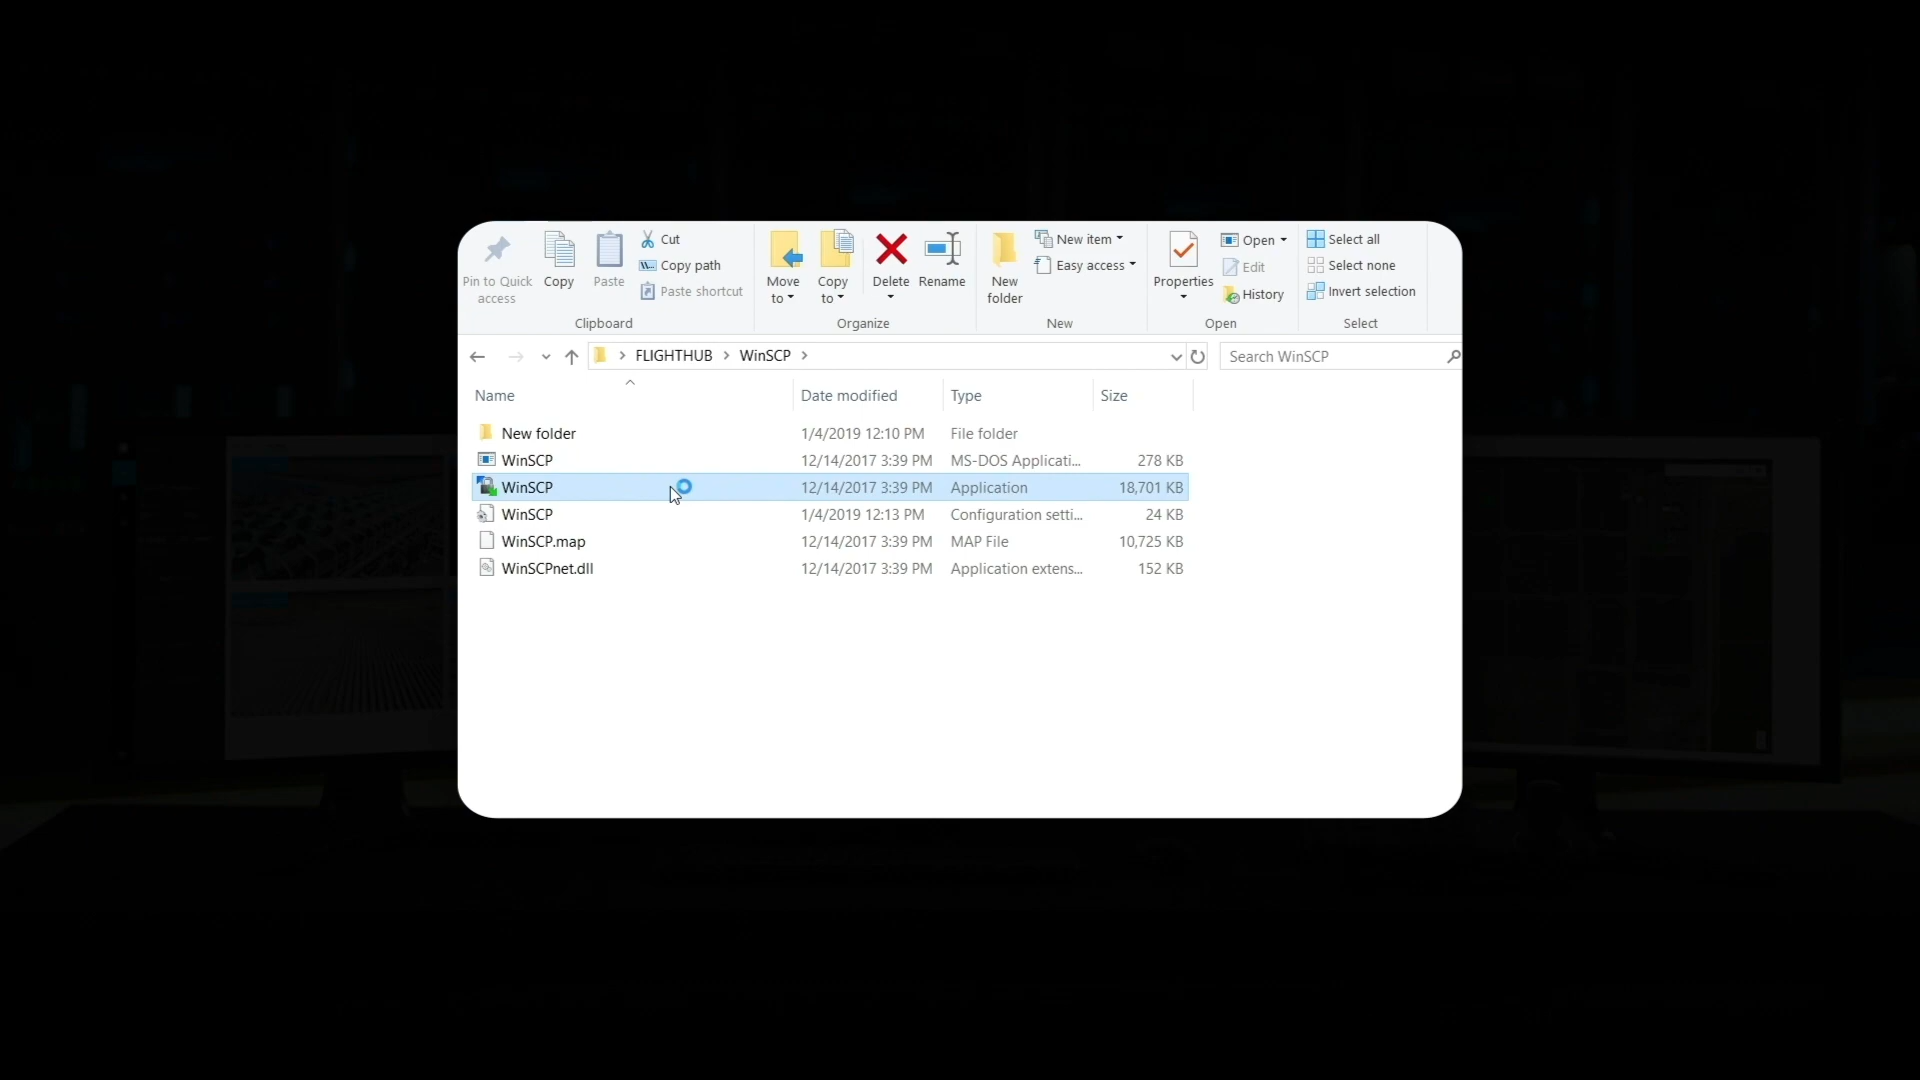 Pin to Quick access
Copy
Paste
Cut
Copy path
Paste shortcut
Clipboard
Move to
Copy to
Delete
Rename
Organize
New folder
New item
Easy access
New
Properties
Open
Edit
History
Open
Select all
Select none
Invert selection
Select
FLIGHTHUB > WinSCP >
Search WinSCP
Name Date modified Type Size
New folder 1/4/2019 12:10 PM File folder
WinSCP 12/14/2017 3:39 PM MS-DOS Applicati... 278 KB
WinSCP 12/14/2017 3:39 PM Application 18,701 KB
WinSCP 1/4/2019 12:13 PM Configuration setti... 24 KB
WinSCP.map 12/14/2017 3:39 PM MAP File 10,725 KB
WinSCPnet.dll 12/14/2017 3:39 PM Application extens... 152 KB